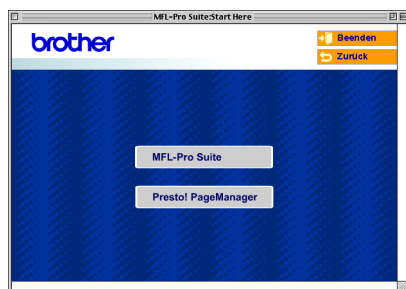 MFL-Pro Suite:Start Here
brother
Beenden
Zurück
MFL-Pro Suite
Presto! PageManager